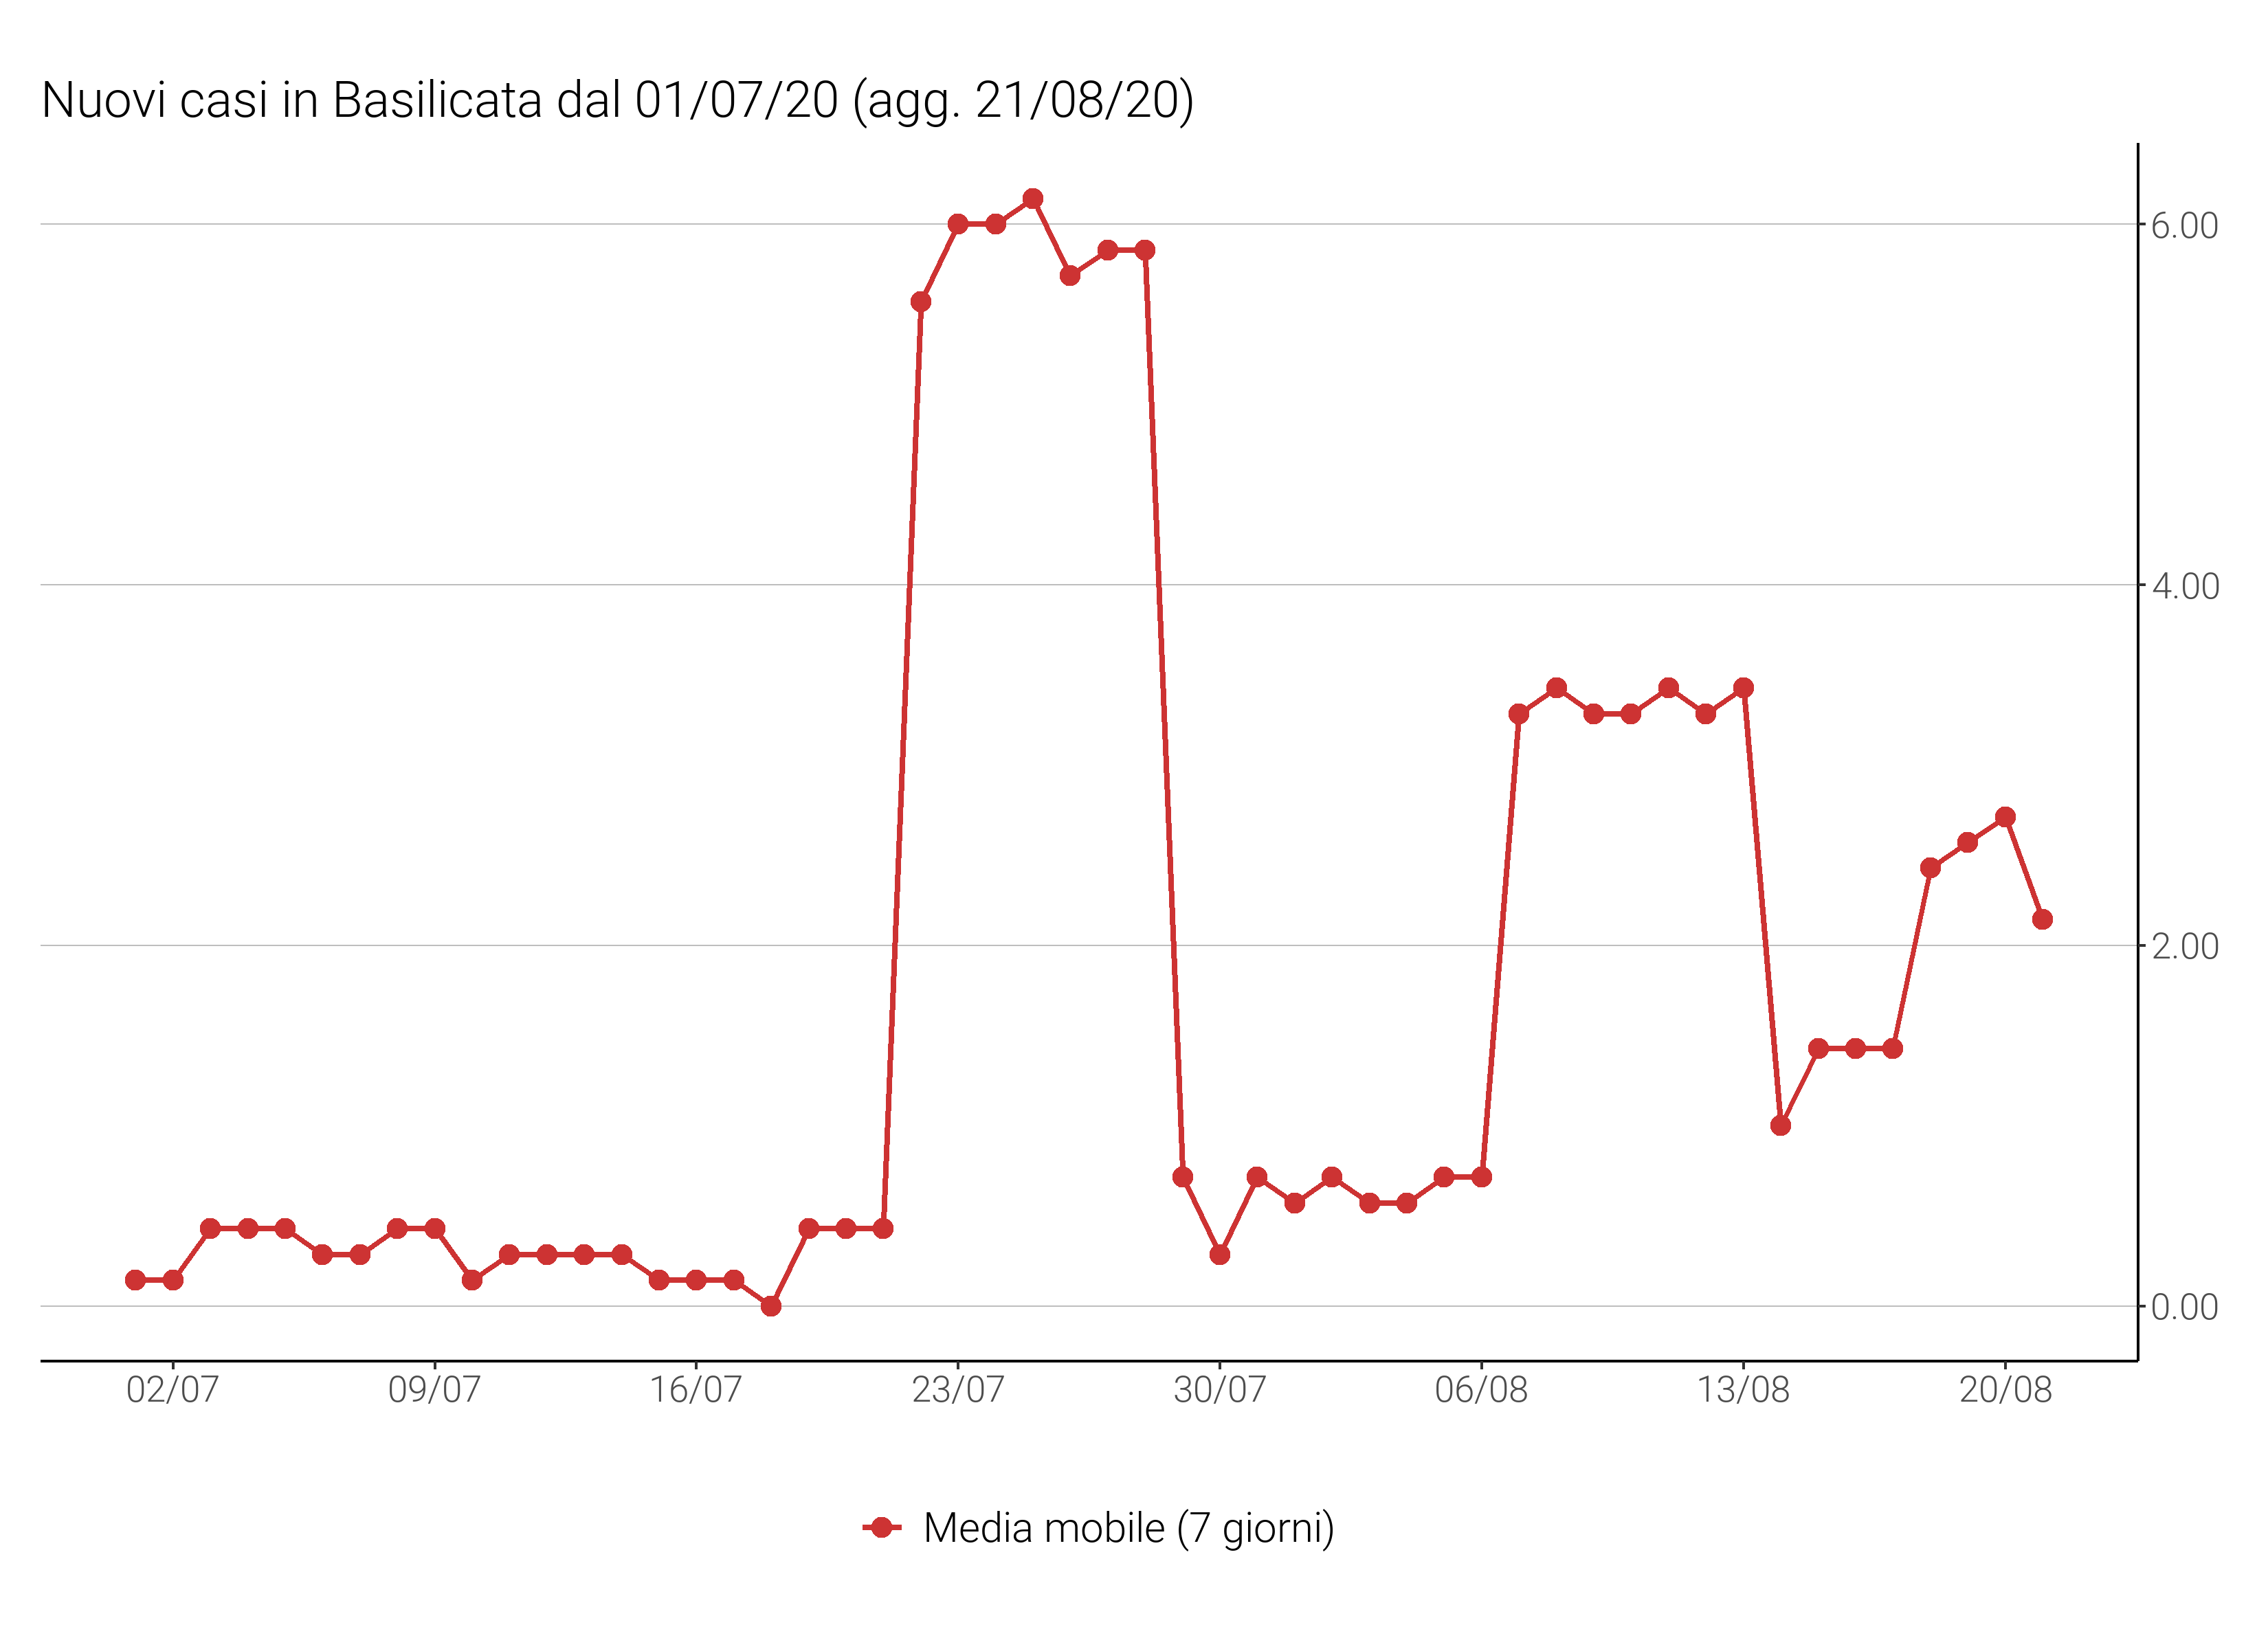 Nuovi casi in Basilicata dal 01/07/20 (agg. 21/08/20)
6.00
4.00
2.00
0.00
02/07 09/07 16/07 23/07 30/07 06/08 13/08 20/08
Media mobile (7 giorni)